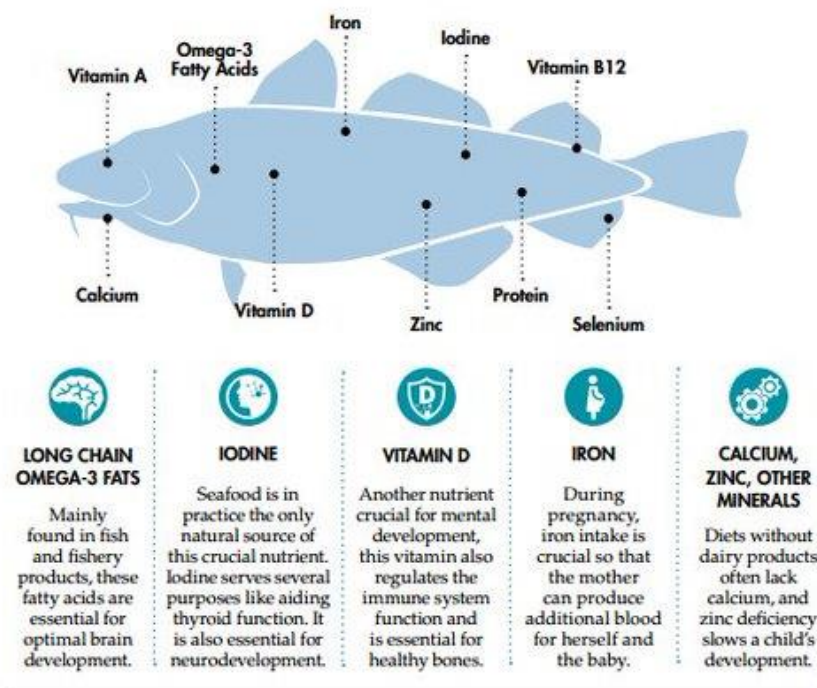 Iron
Omega-3
Fatty Acids
Iodine
Vitamin A
Vitamin B12
Calcium
Vitamin D
Zinc
Protein
Selenium
D
LONG CHAIN
OMEGA-3 FATS
Mainly
found in fish
and fishery
products, these
fatty acids are
essential for
optimal brain
development.
IODINE
Seafood is in
practice the only
natural source of
this crucial nutrient.
Iodine serves several
purposes like aiding
thyroid function. It
is also essential for
neurodevelopment.
VITAMIN D
Another nutrient
crucial for mental
development,
this vitamin also
regulates the
immune system
function and
is essential for
healthy bones.
IRON
During
pregnancy,
iron intake is
crucial so that
the mother
can produce
additional blood
for herself and
the baby.
CALCIUM,
ZINC, OTHER
MINERALS
Diets without
dairy products
often lack
calcium, and
zinc deficiency
slows a child's
development.